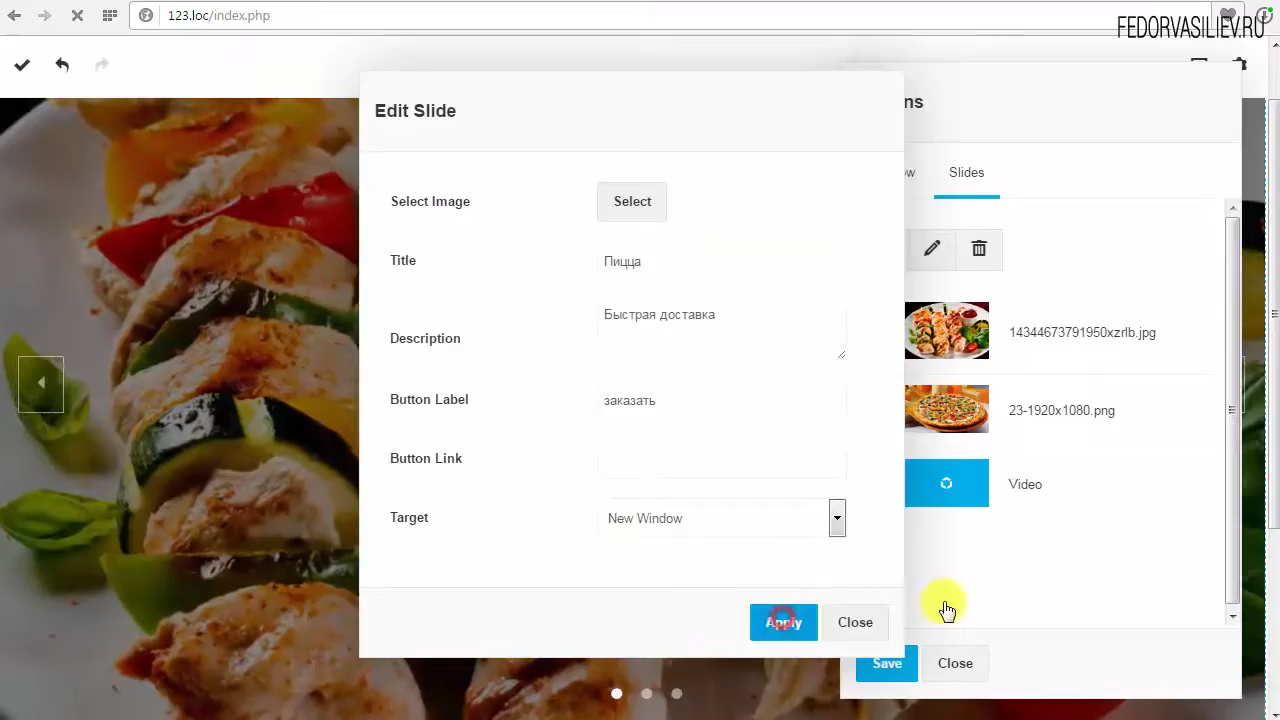 123.loc/index.php
FEDORVASILIEV.RU
Edit Slide
ns
Select Image
Select
ow
Slides
Title
Пицца
Description
Быстрая доставка
14344673791950xzrlb.jpg
Button Label
заказать
23-1920x1080.png
Button Link
Video
Target
New Window
Apply
Close
Save
Close